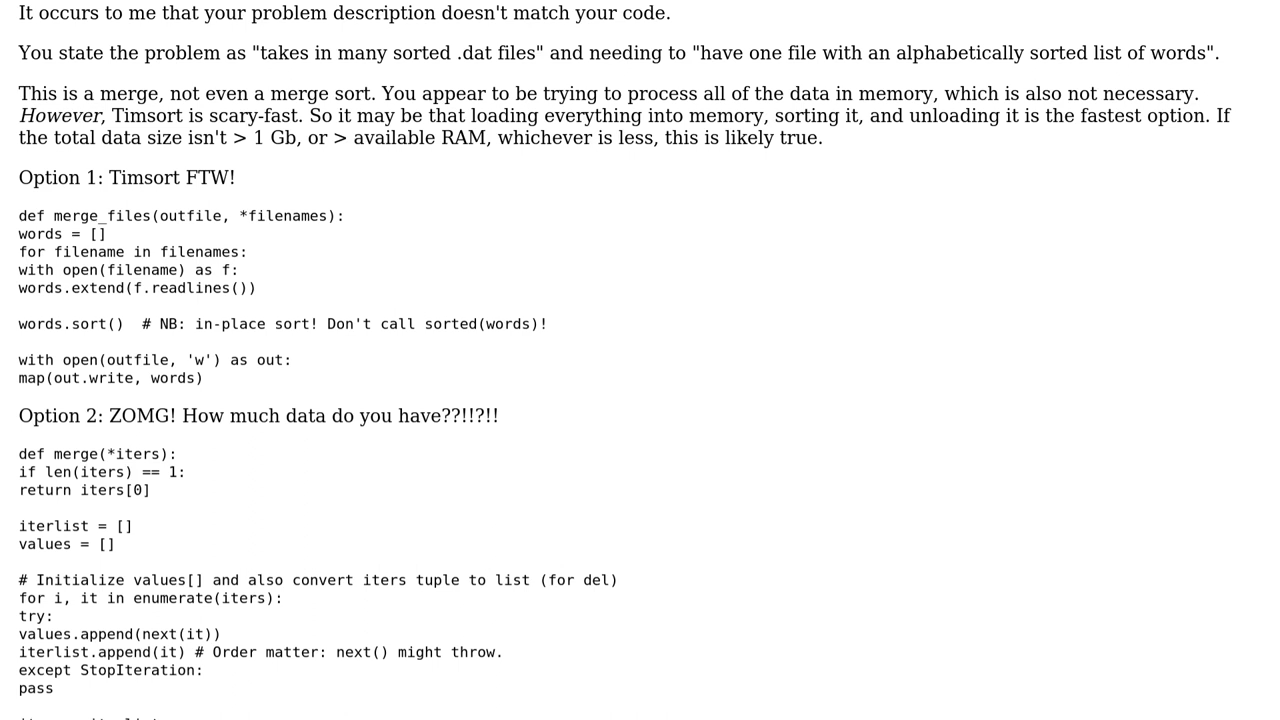 It occurs to me that your problem description doesn't match your code.
You state the problem as "takes in many sorted .dat files" and needing to "have one file with an alphabetically sorted list of words".
This is a merge, not even a merge sort. You appear to be trying to process all of the data in memory, which is also not necessary.
However, Timsort is scary-fast. So it may be that loading everything into memory, sorting it, and unloading it is the fastest option. If
the total data size isn't > 1 Gb, or > available RAM, whichever is less, this is likely true.
Option 1: Timsort FTW!
def merge_files(outfile, *filenames):
words = []
for filename in filenames:
with open(filename) as f:
words.extend(f.readlines())
words.sort()  # NB: in-place sort! Don't call sorted(words)!
with open(outfile, 'w') as out:
map(out.write, words)
Option 2: ZOMG! How much data do you have??!!?!!
def merge(*iters):
if len(iters) == 1:
return iters[0]
iterlist = []
values = []
# Initialize values[] and also convert iters tuple to list (for del)
for i, it in enumerate(iters):
try:
values.append(next(it))
iterlist.append(it) # Order matter: next() might throw.
except StopIteration:
pass